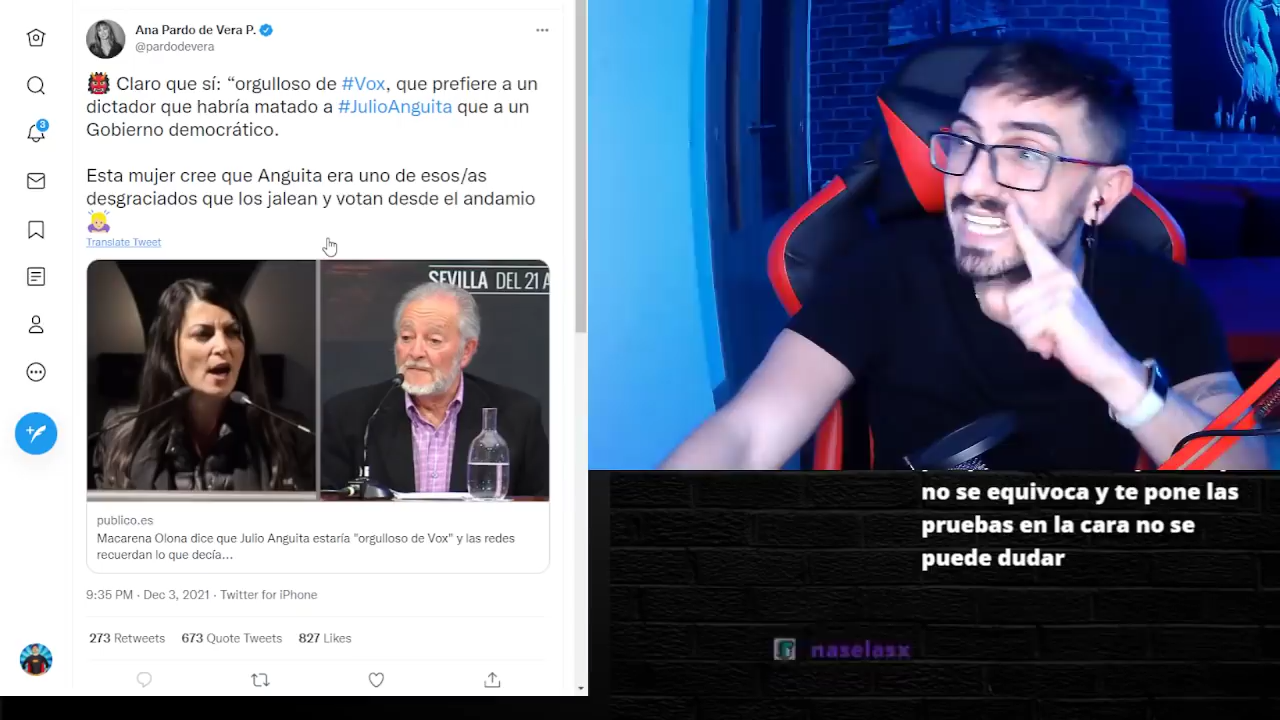 Ana Pardo de Vera P.
@pardodevera
Claro que sí: “orgulloso de #Vox, que prefiere a un
dictador que habría matado a #JulioAnguita que a un
Gobierno democrático.
Esta mujer cree que Anguita era uno de esos/as
desgraciados que los jalean y votan desde el andamio
Translate Tweet
SEVILLA DEL 21 A
publico.es
Macarena Olona dice que Julio Anguita estaría "orgulloso de Vox" y las redes
recuerdan lo que decía...
9:35 PM · Dec 3, 2021 · Twitter for iPhone
273 Retweets 673 Quote Tweets 827 Likes
3
no se equivoca y te pone las
pruebas en la cara no se
puede dudar
naselasx